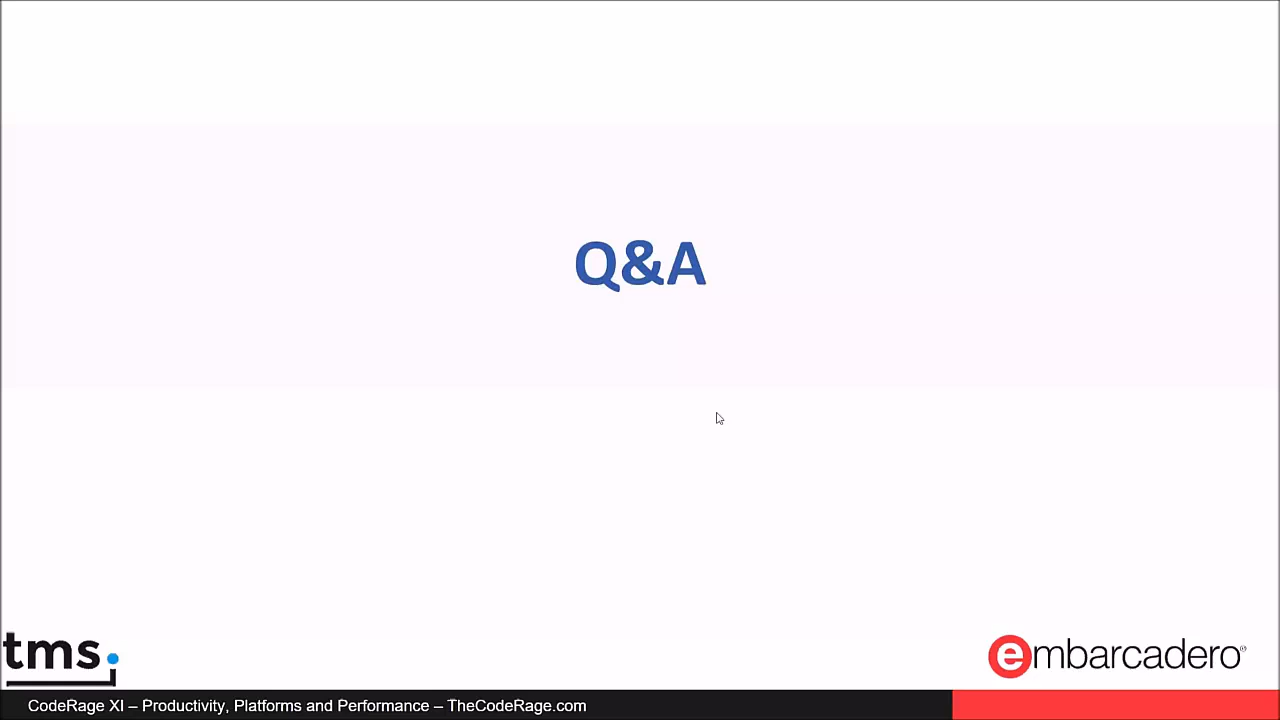 Q&A
tms.
embarcadero®
CodeRage XI – Productivity, Platforms and Performance – TheCodeRage.com